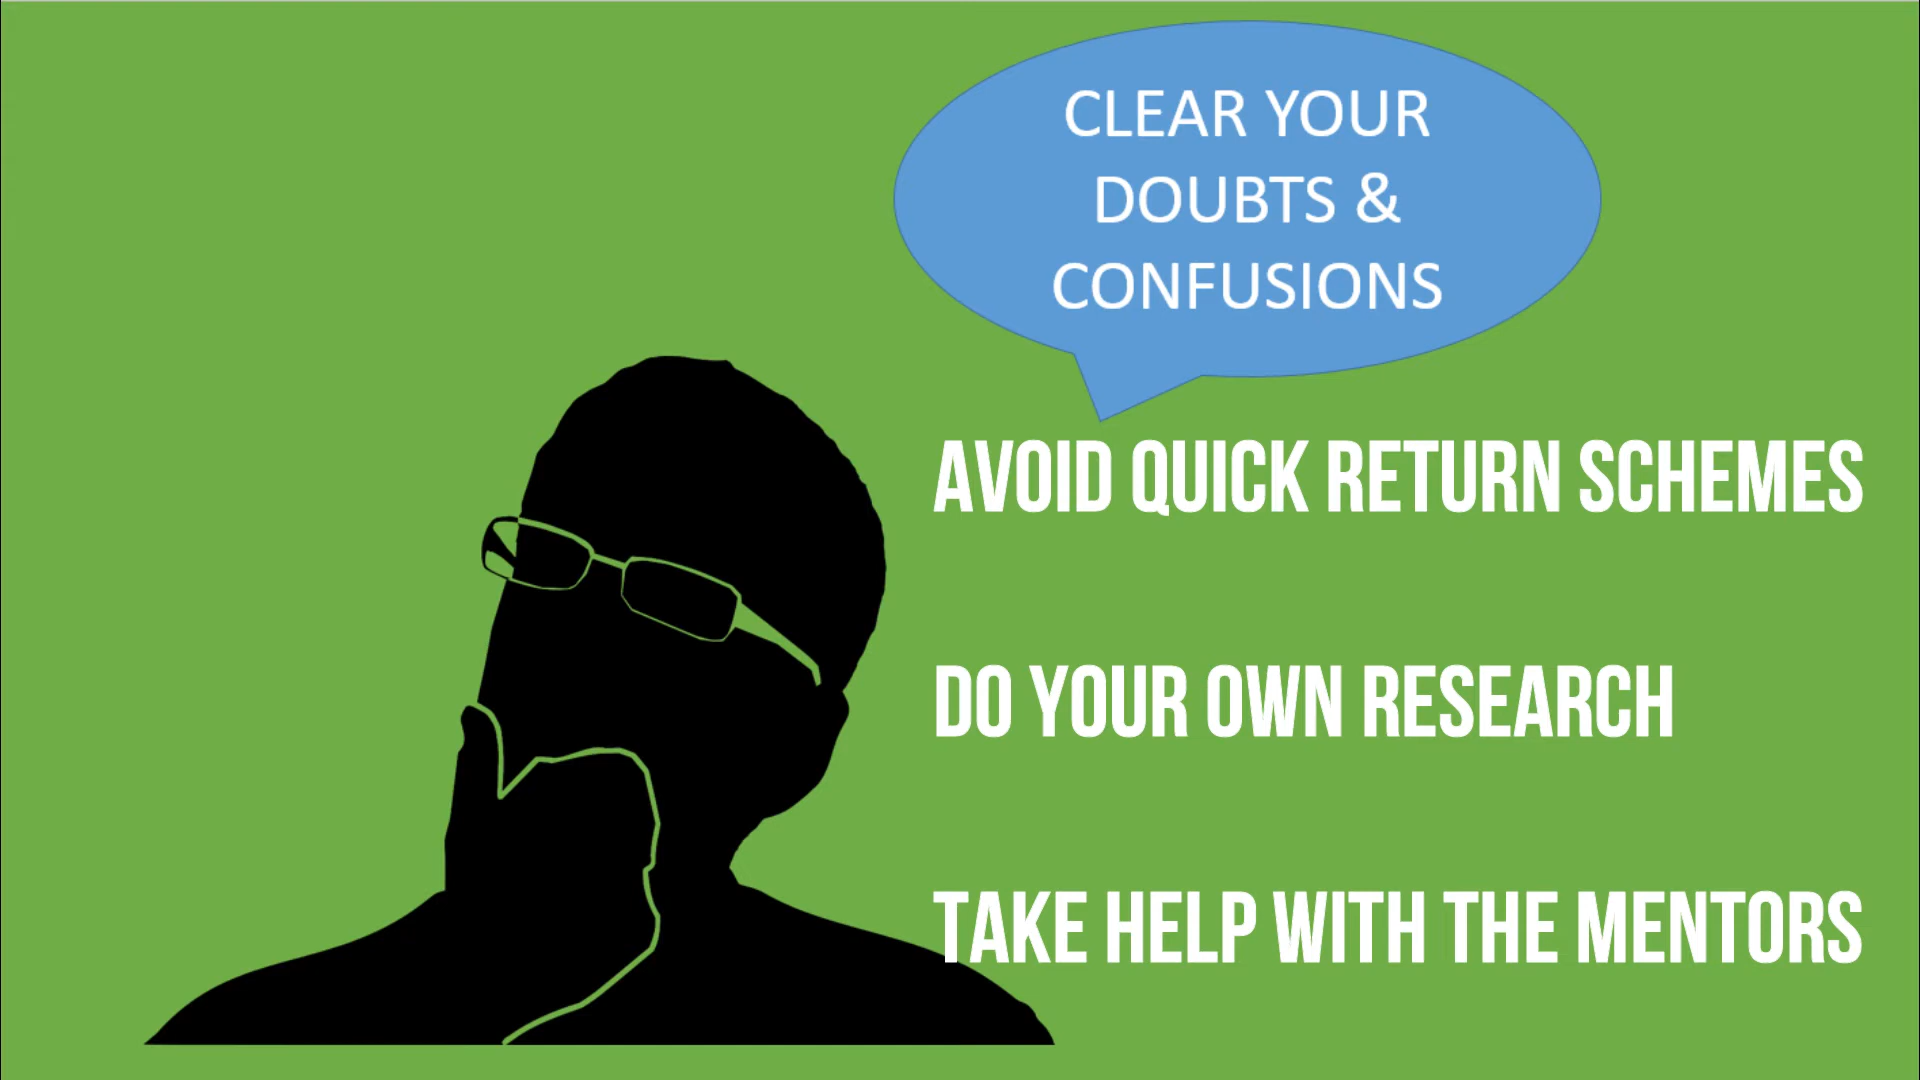 CLEAR YOUR
DOUBTS &
CONFUSIONS
AVOID QUICK RETURN SCHEMES
DO YOUR OWN RESEARCH
TAKE HELP WITH THE MENTORS